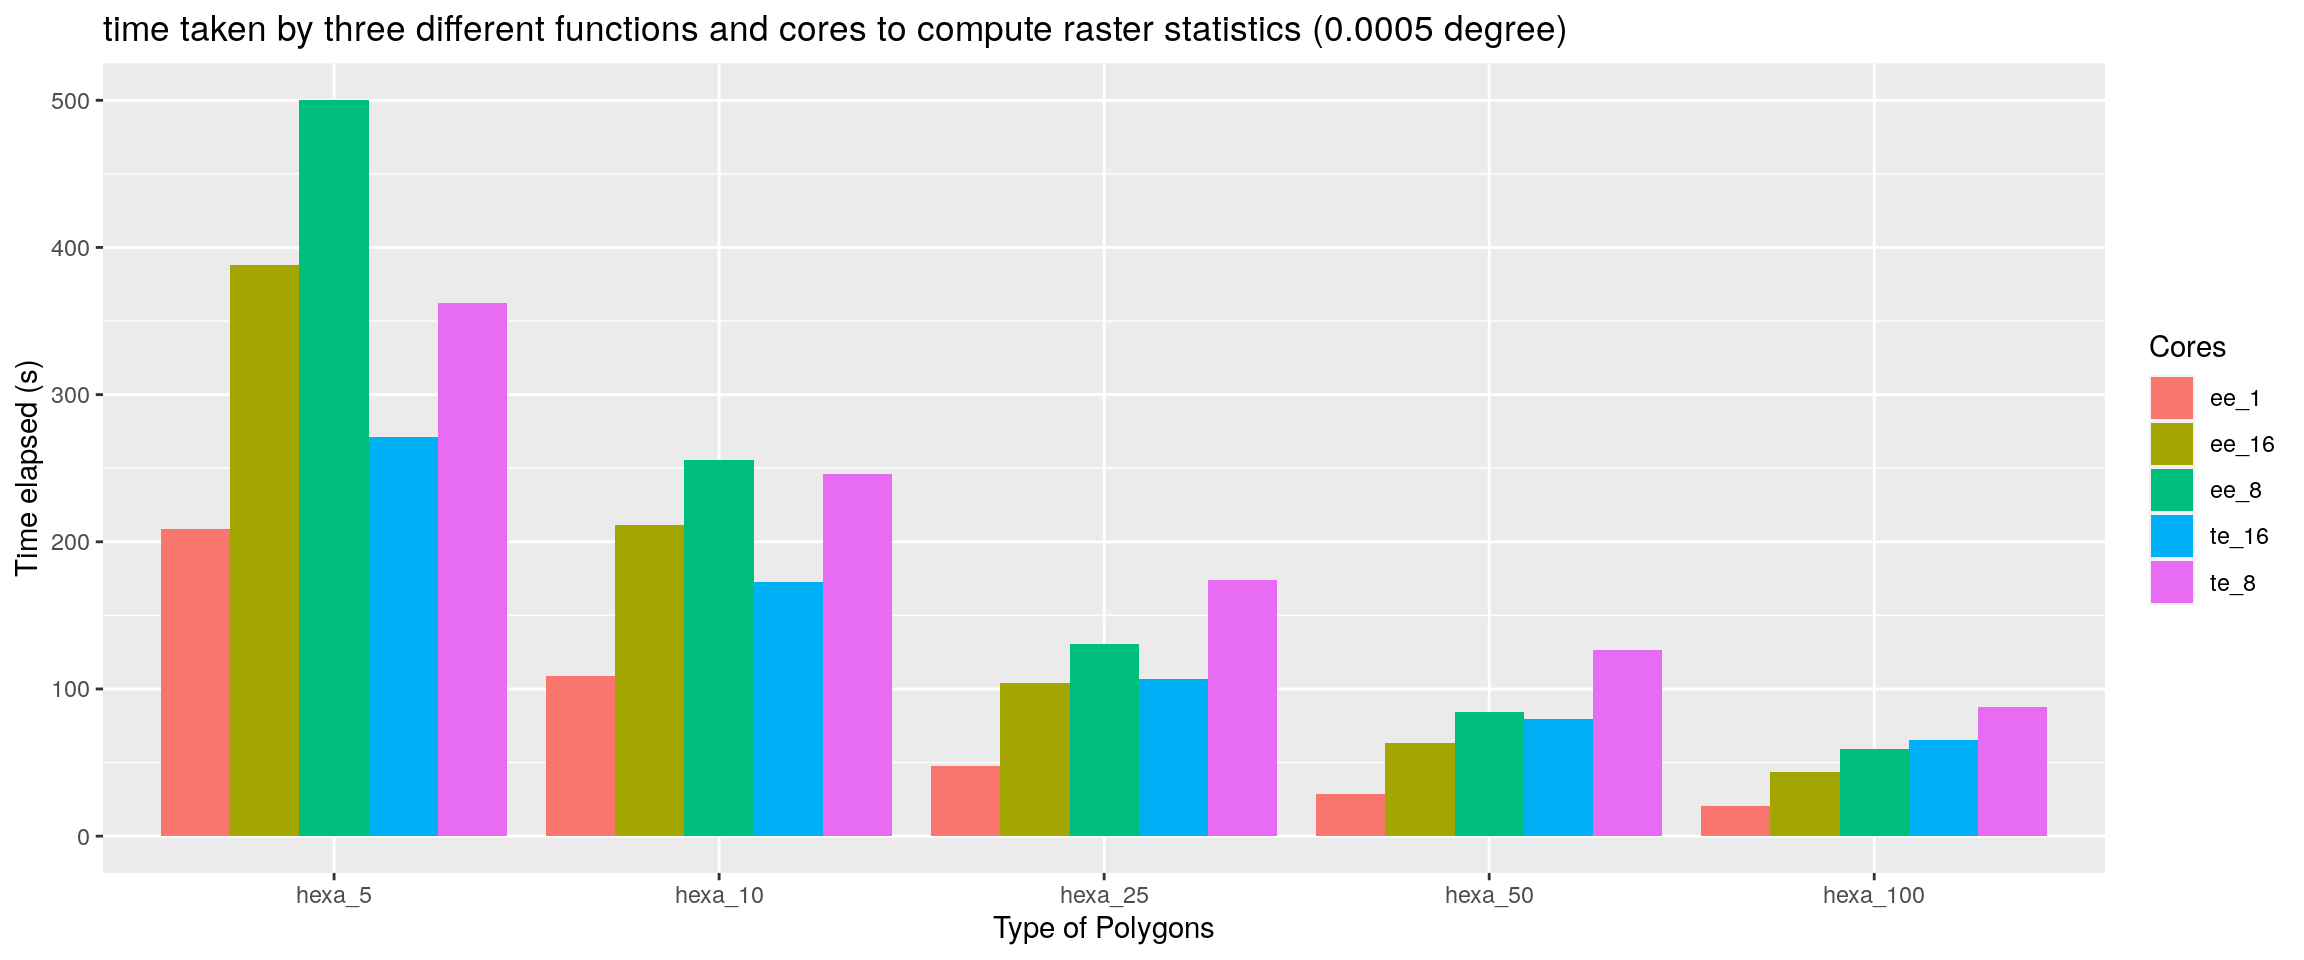 time taken by three different functions and cores to compute raster statistics (0.0005 degree)
Time elapsed (s)
500
400
300
200
100
0
hexa_5
hexa_10
hexa_25
hexa_50
hexa_100
Type of Polygons
Cores
ee_1
ee_16
ee_8
te_16
te_8